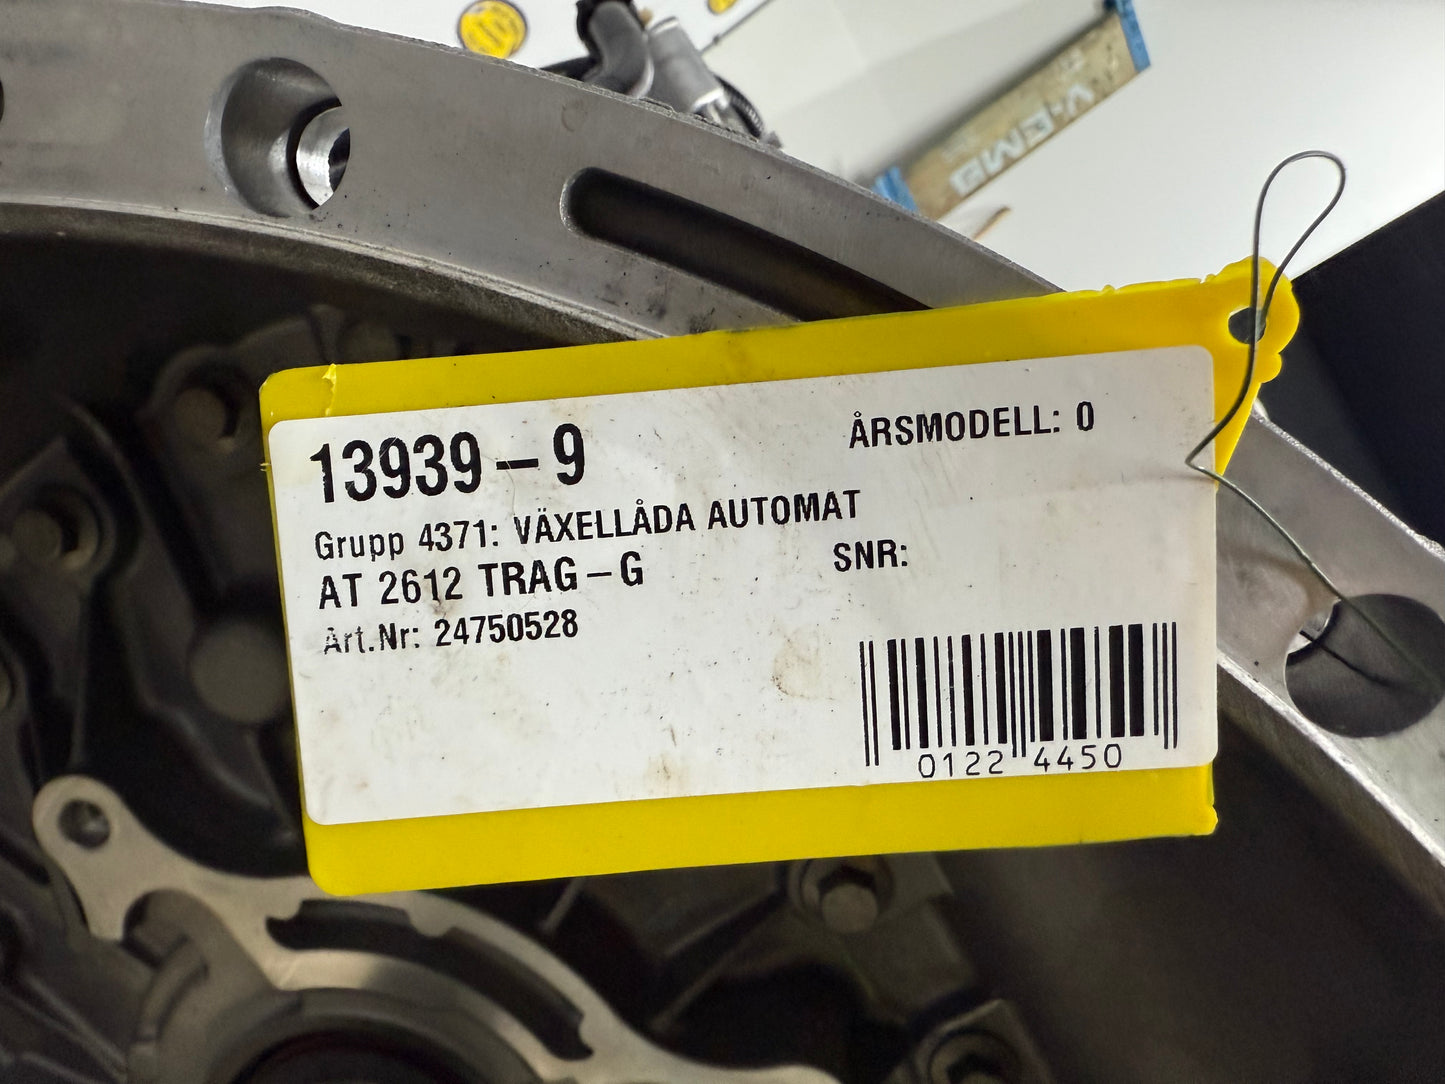 13939-9
ÅRSMODELL: 0
Grupp 4371: VÄXELLÅDA AUTOMAT
AT 2612 TRAG-G
SNR:
Art.Nr: 24750528
0122 4450